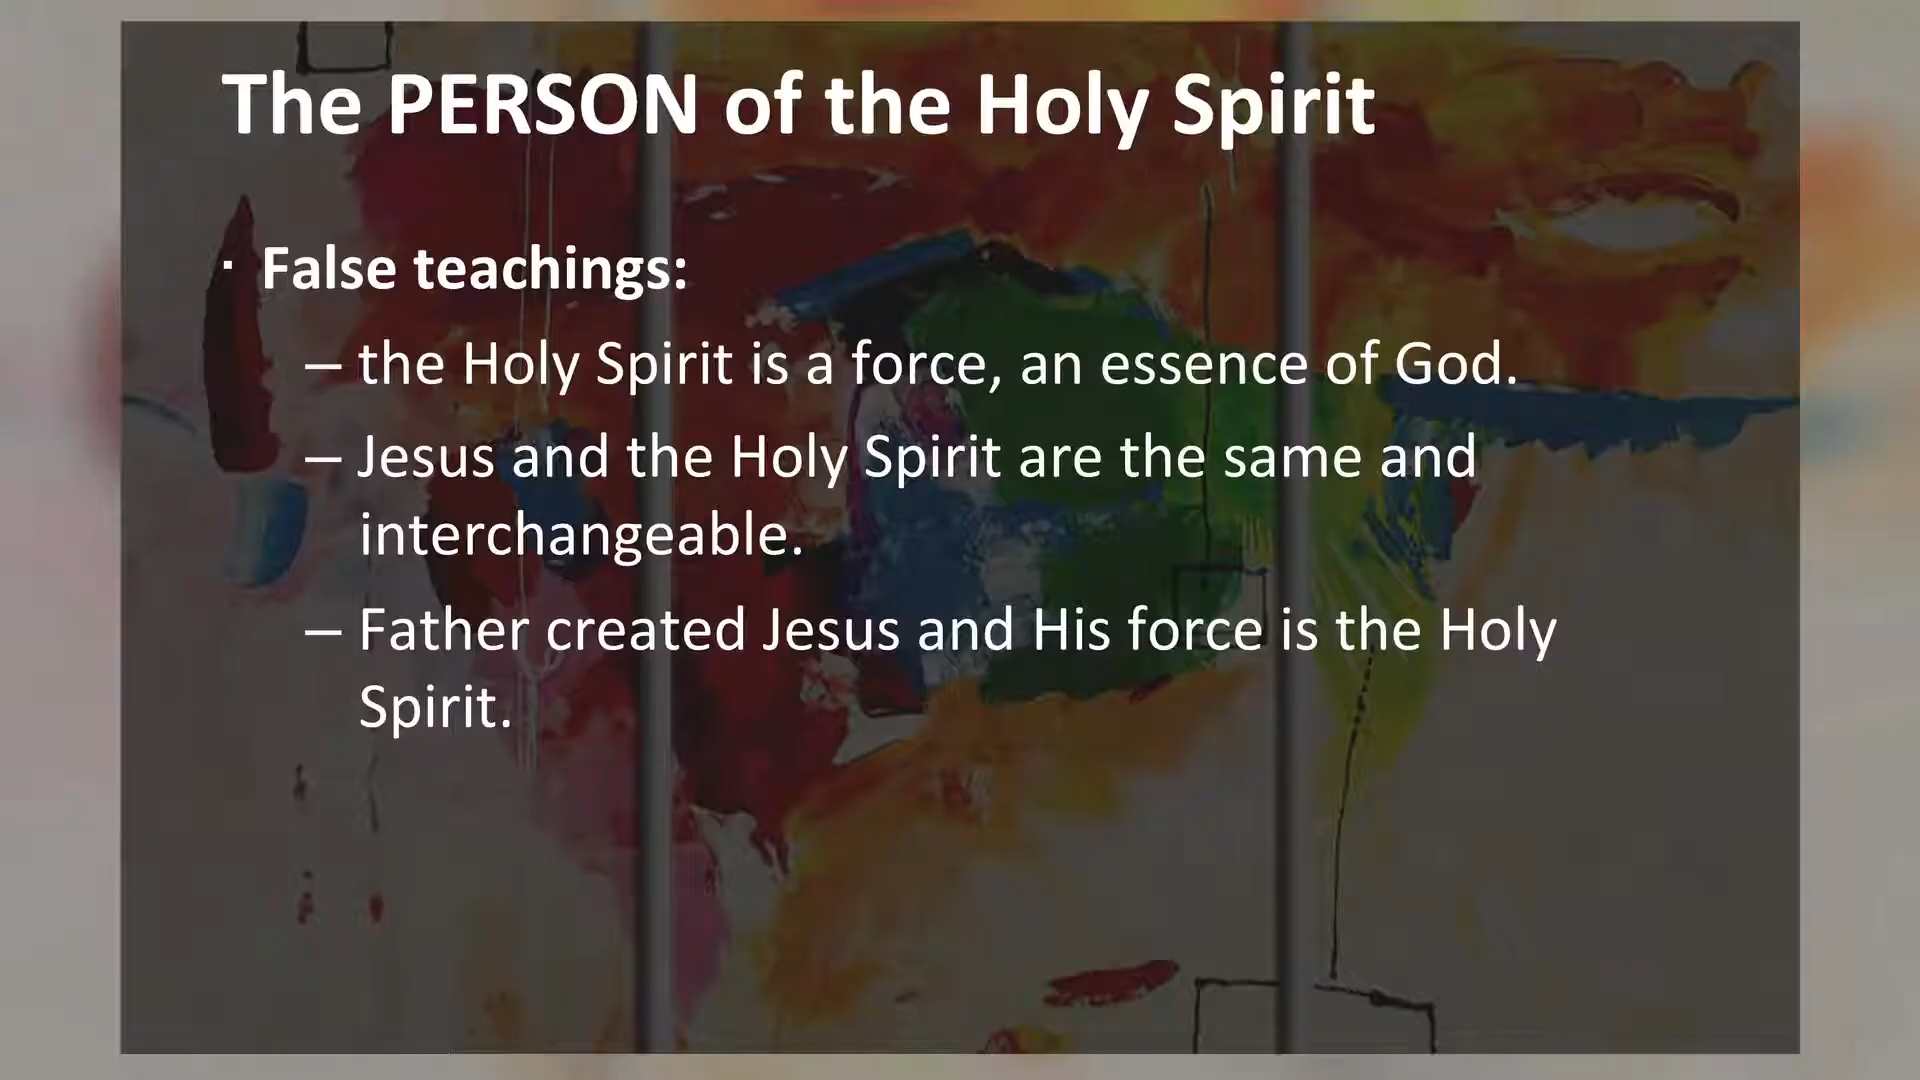 The PERSON of the Holy Spirit
· False teachings:
– the Holy Spirit is a force, an essence of God.
– Jesus and the Holy Spirit are the same and
interchangeable.
– Father created Jesus and His force is the Holy
Spirit.